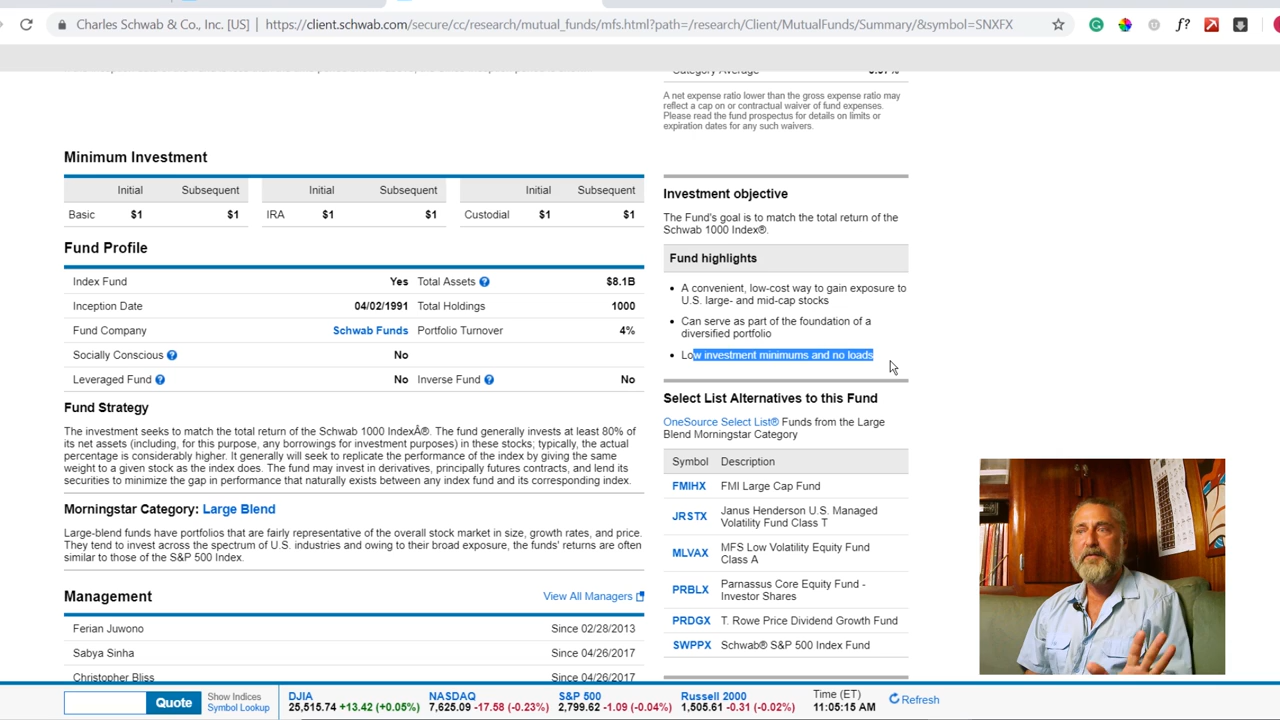 Charles Schwab & Co., Inc. [US] | https://client.schwab.com/secure/cc/research/mutual_funds/mfs.html?path=/research/Client/MutualFunds/Summary/&symbol=SNXFX
Category Average
A net expense ratio lower than the gross expense ratio may
reflect a cap on or contractual waiver of fund expenses.
Please read the fund prospectus for details on limits or
expiration dates for any such waivers.
Minimum Investment
Initial Subsequent Initial Subsequent Initial Subsequent
Basic $1 $1 IRA $1 $1 Custodial $1 $1
Fund Profile
Index Fund Yes Total Assets ? $8.1B
Inception Date 04/02/1991 Total Holdings 1000
Fund Company Schwab Funds Portfolio Turnover 4%
Socially Conscious ? No
Leveraged Fund ? No Inverse Fund ? No
Fund Strategy
The investment seeks to match the total return of the Schwab 1000 IndexÂ®. The fund generally invests at least 80% of
its net assets (including, for this purpose, any borrowings for investment purposes) in these stocks; typically, the actual
percentage is considerably higher. It generally will seek to replicate the performance of the index by giving the same
weight to a given stock as the index does. The fund may invest in derivatives, principally futures contracts, and lend its
securities to minimize the gap in performance that naturally exists between any index fund and its corresponding index.
Morningstar Category: Large Blend
Large-blend funds have portfolios that are fairly representative of the overall stock market in size, growth rates, and price.
They tend to invest across the spectrum of U.S. industries and owing to their broad exposure, the funds' returns are often
similar to those of the S&P 500 Index.
Management View All Managers
Ferian Juwono Since 02/28/2013
Sabya Sinha Since 04/26/2017
Christopher Bliss Since 04/26/2017
Investment objective
The Fund's goal is to match the total return of the
Schwab 1000 Index®.
Fund highlights
• A convenient, low-cost way to gain exposure to
U.S. large- and mid-cap stocks
• Can serve as part of the foundation of a
diversified portfolio
• Low investment minimums and no loads
Select List Alternatives to this Fund
OneSource Select List® Funds from the Large
Blend Morningstar Category
Symbol Description
FMIHX FMI Large Cap Fund
JRSTX Janus Henderson U.S. Managed
Volatility Fund Class T
MLVAX MFS Low Volatility Equity Fund
Class A
PRBLX Parnassus Core Equity Fund -
Investor Shares
PRDGX T. Rowe Price Dividend Growth Fund
SWPPX Schwab® S&P 500 Index Fund
Quote
Show Indices
Symbol Lookup
DJIA
25,515.74 +13.42 (+0.05%)
NASDAQ
7,625.09 -17.58 (-0.23%)
S&P 500
2,799.62 -1.09 (-0.04%)
Russell 2000
1,505.61 -0.31 (-0.02%)
Time (ET)
11:05:15 AM
Refresh
f?